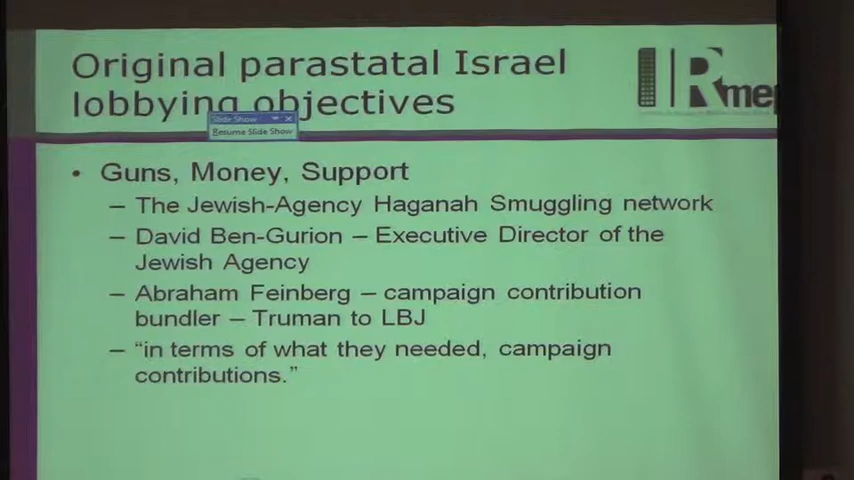 Original parastatal Israel
lobbying objectives
IRmep
Slide Show
Resume Slide Show
• Guns, Money, Support
– The Jewish-Agency Haganah Smuggling network
– David Ben-Gurion – Executive Director of the
Jewish Agency
– Abraham Feinberg – campaign contribution
bundler – Truman to LBJ
– “in terms of what they needed, campaign
contributions.”